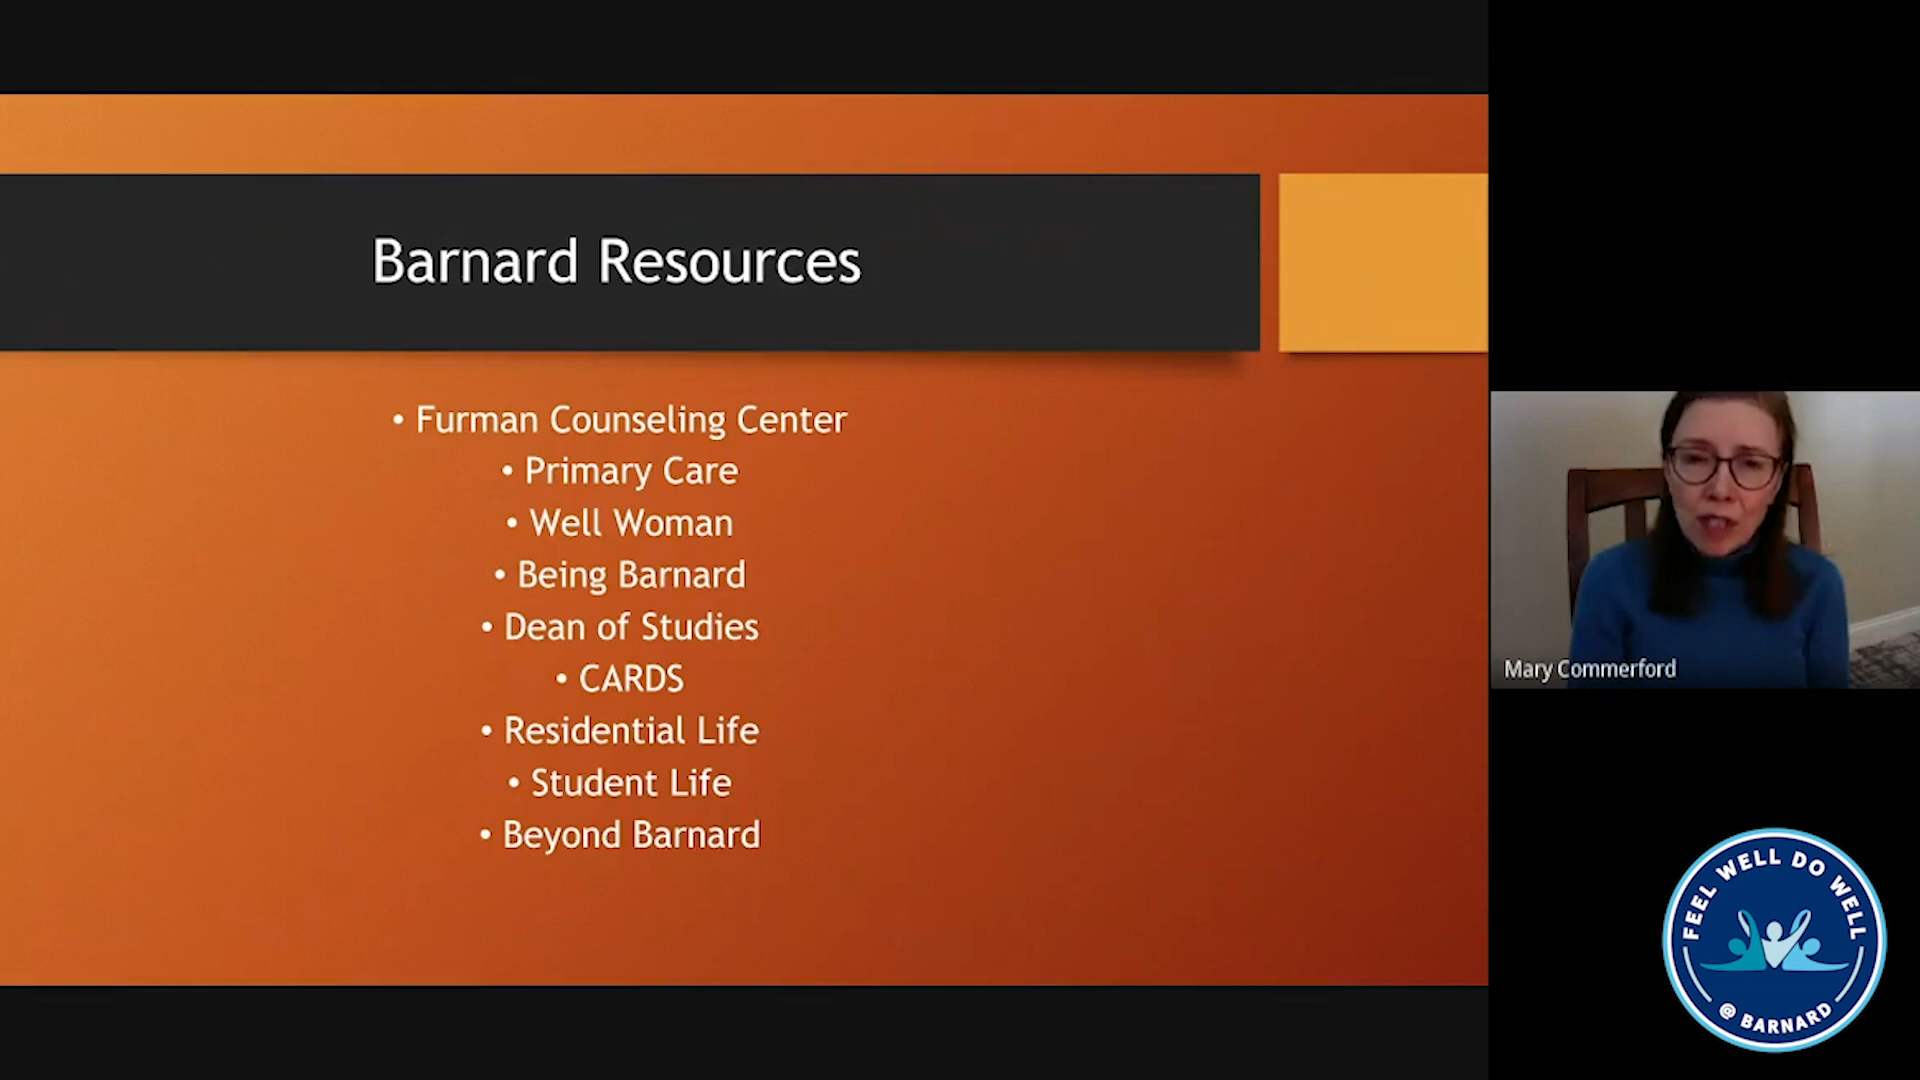 Barnard Resources
• Furman Counseling Center
• Primary Care
• Well Woman
• Being Barnard
• Dean of Studies
• CARDS
• Residential Life
• Student Life
• Beyond Barnard
Mary Commerford
FEEL WELL DO WELL
@ BARNARD